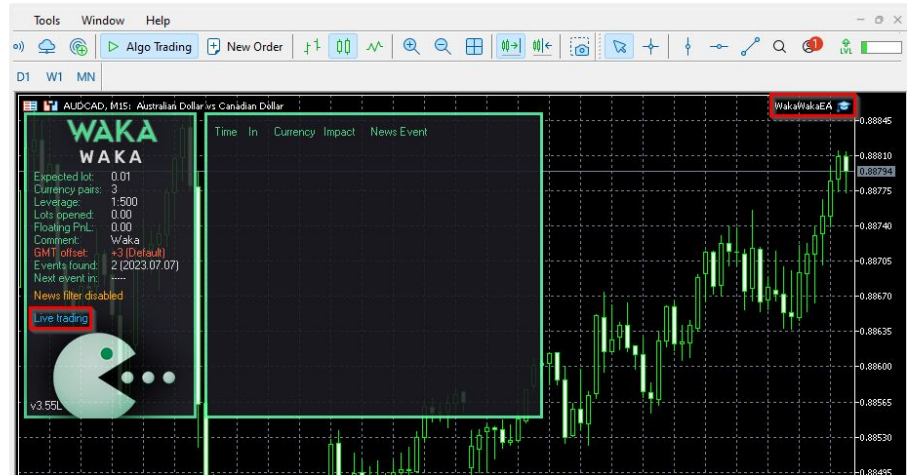 Tools Window Help
Algo Trading New Order 1 LVL
D1 W1 MN
AUDCAD, M15: Australian Dollar vs Canadian Dollar
WakaWakaEA
WAKA
WAKA
Expected lot: 0.01
Currency pairs: 3
Leverage: 1:500
Lots opened: 0.00
Floating PnL: 0.00
Comment: Waka
GMT offset: +3 (Default)
Events found: 2 (2023.07.07)
Next event in: -----
News filter disabled
Live trading
v3.55L
Time In Currency Impact News Event
0.88845
0.88810
0.88794
0.88775
0.88740
0.88705
0.88670
0.88635
0.88600
0.88565
0.88530
0.88495